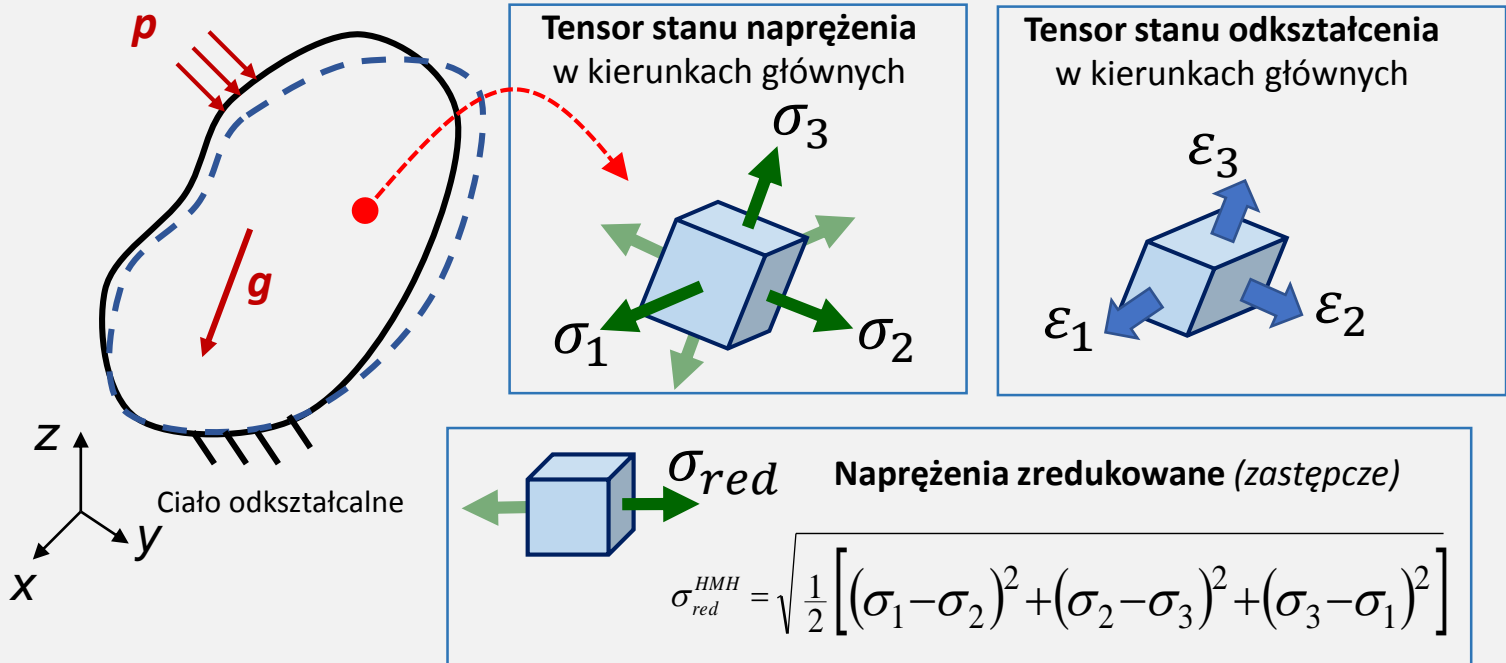 p
g
z
y
x
Ciało odkształcalne
Tensor stanu naprężenia
w kierunkach głównych
σ₃
σ₁
σ₂
Tensor stanu odkształcenia
w kierunkach głównych
ε₃
ε₁
ε₂
σ_red
Naprężenia zredukowane (zastępcze)
σ_red^HMH = √(1/2 [(σ₁−σ₂)² + (σ₂−σ₃)² + (σ₃−σ₁)²])